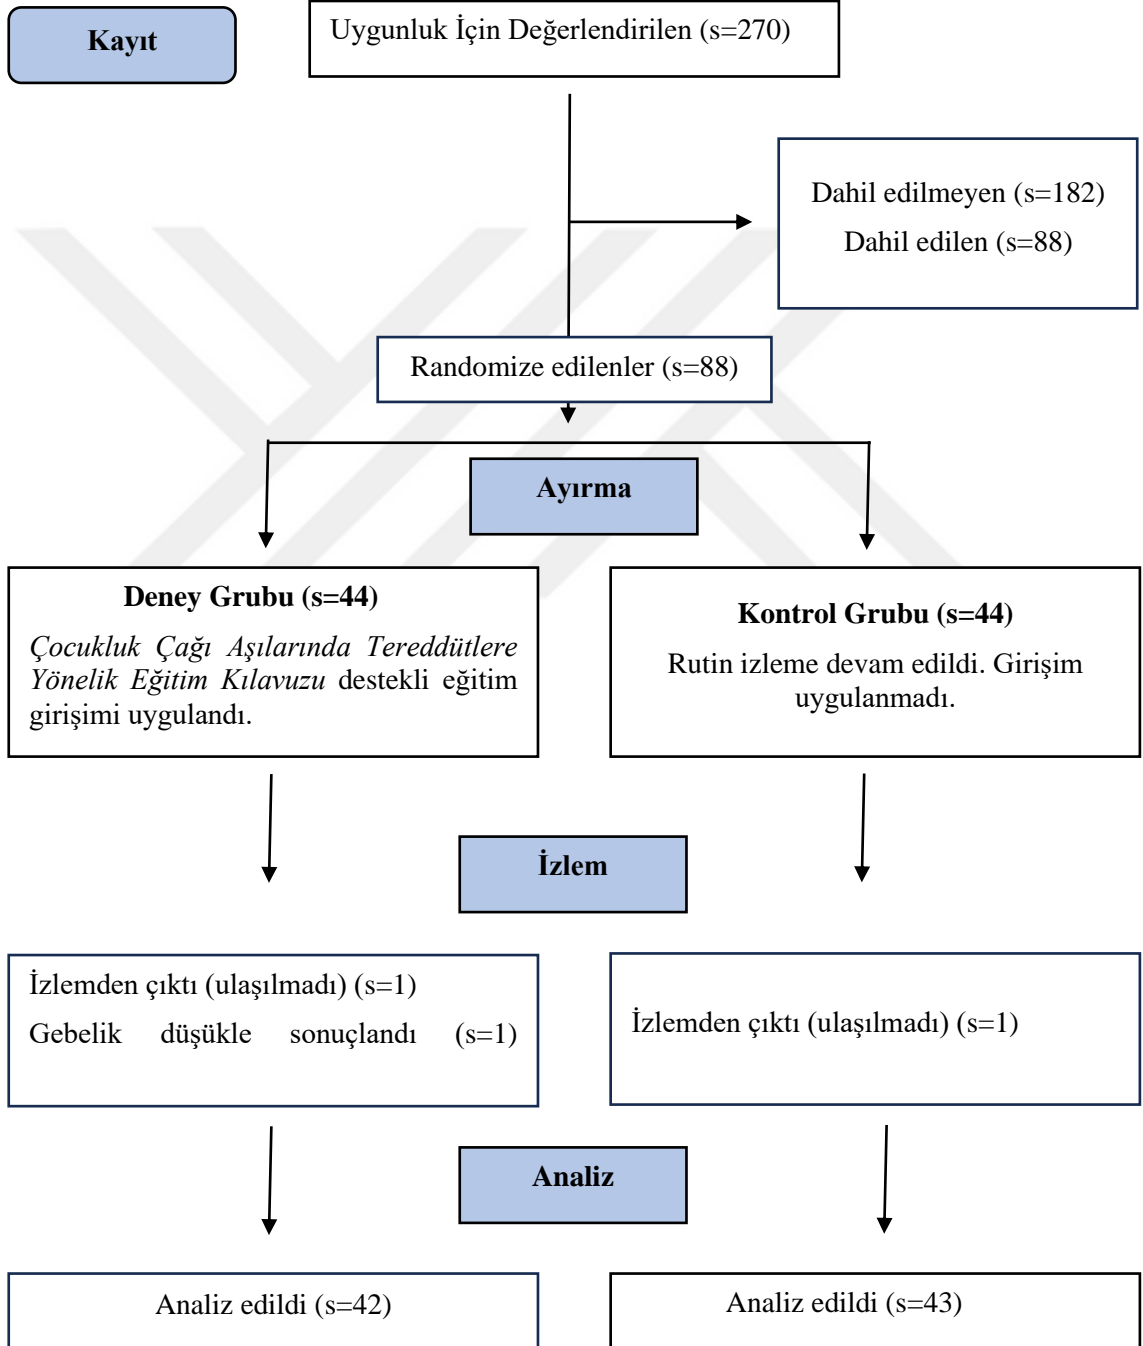 Kayıt
Uygunluk İçin Değerlendirilen (s=270)
Dahil edilmeyen (s=182)
Dahil edilen (s=88)
Randomize edilenler (s=88)
Ayırma
Deney Grubu (s=44)
Çocukluk Çağı Aşılarında Tereddütlere
Yönelik Eğitim Kılavuzu destekli eğitim
girişimi uygulandı.
Kontrol Grubu (s=44)
Rutin izleme devam edildi. Girişim
uygulanmadı.
İzlem
İzlemden çıktı (ulaşılmadı) (s=1)
Gebelik düşükle sonuçlandı (s=1)
İzlemden çıktı (ulaşılmadı) (s=1)
Analiz
Analiz edildi (s=42)
Analiz edildi (s=43)